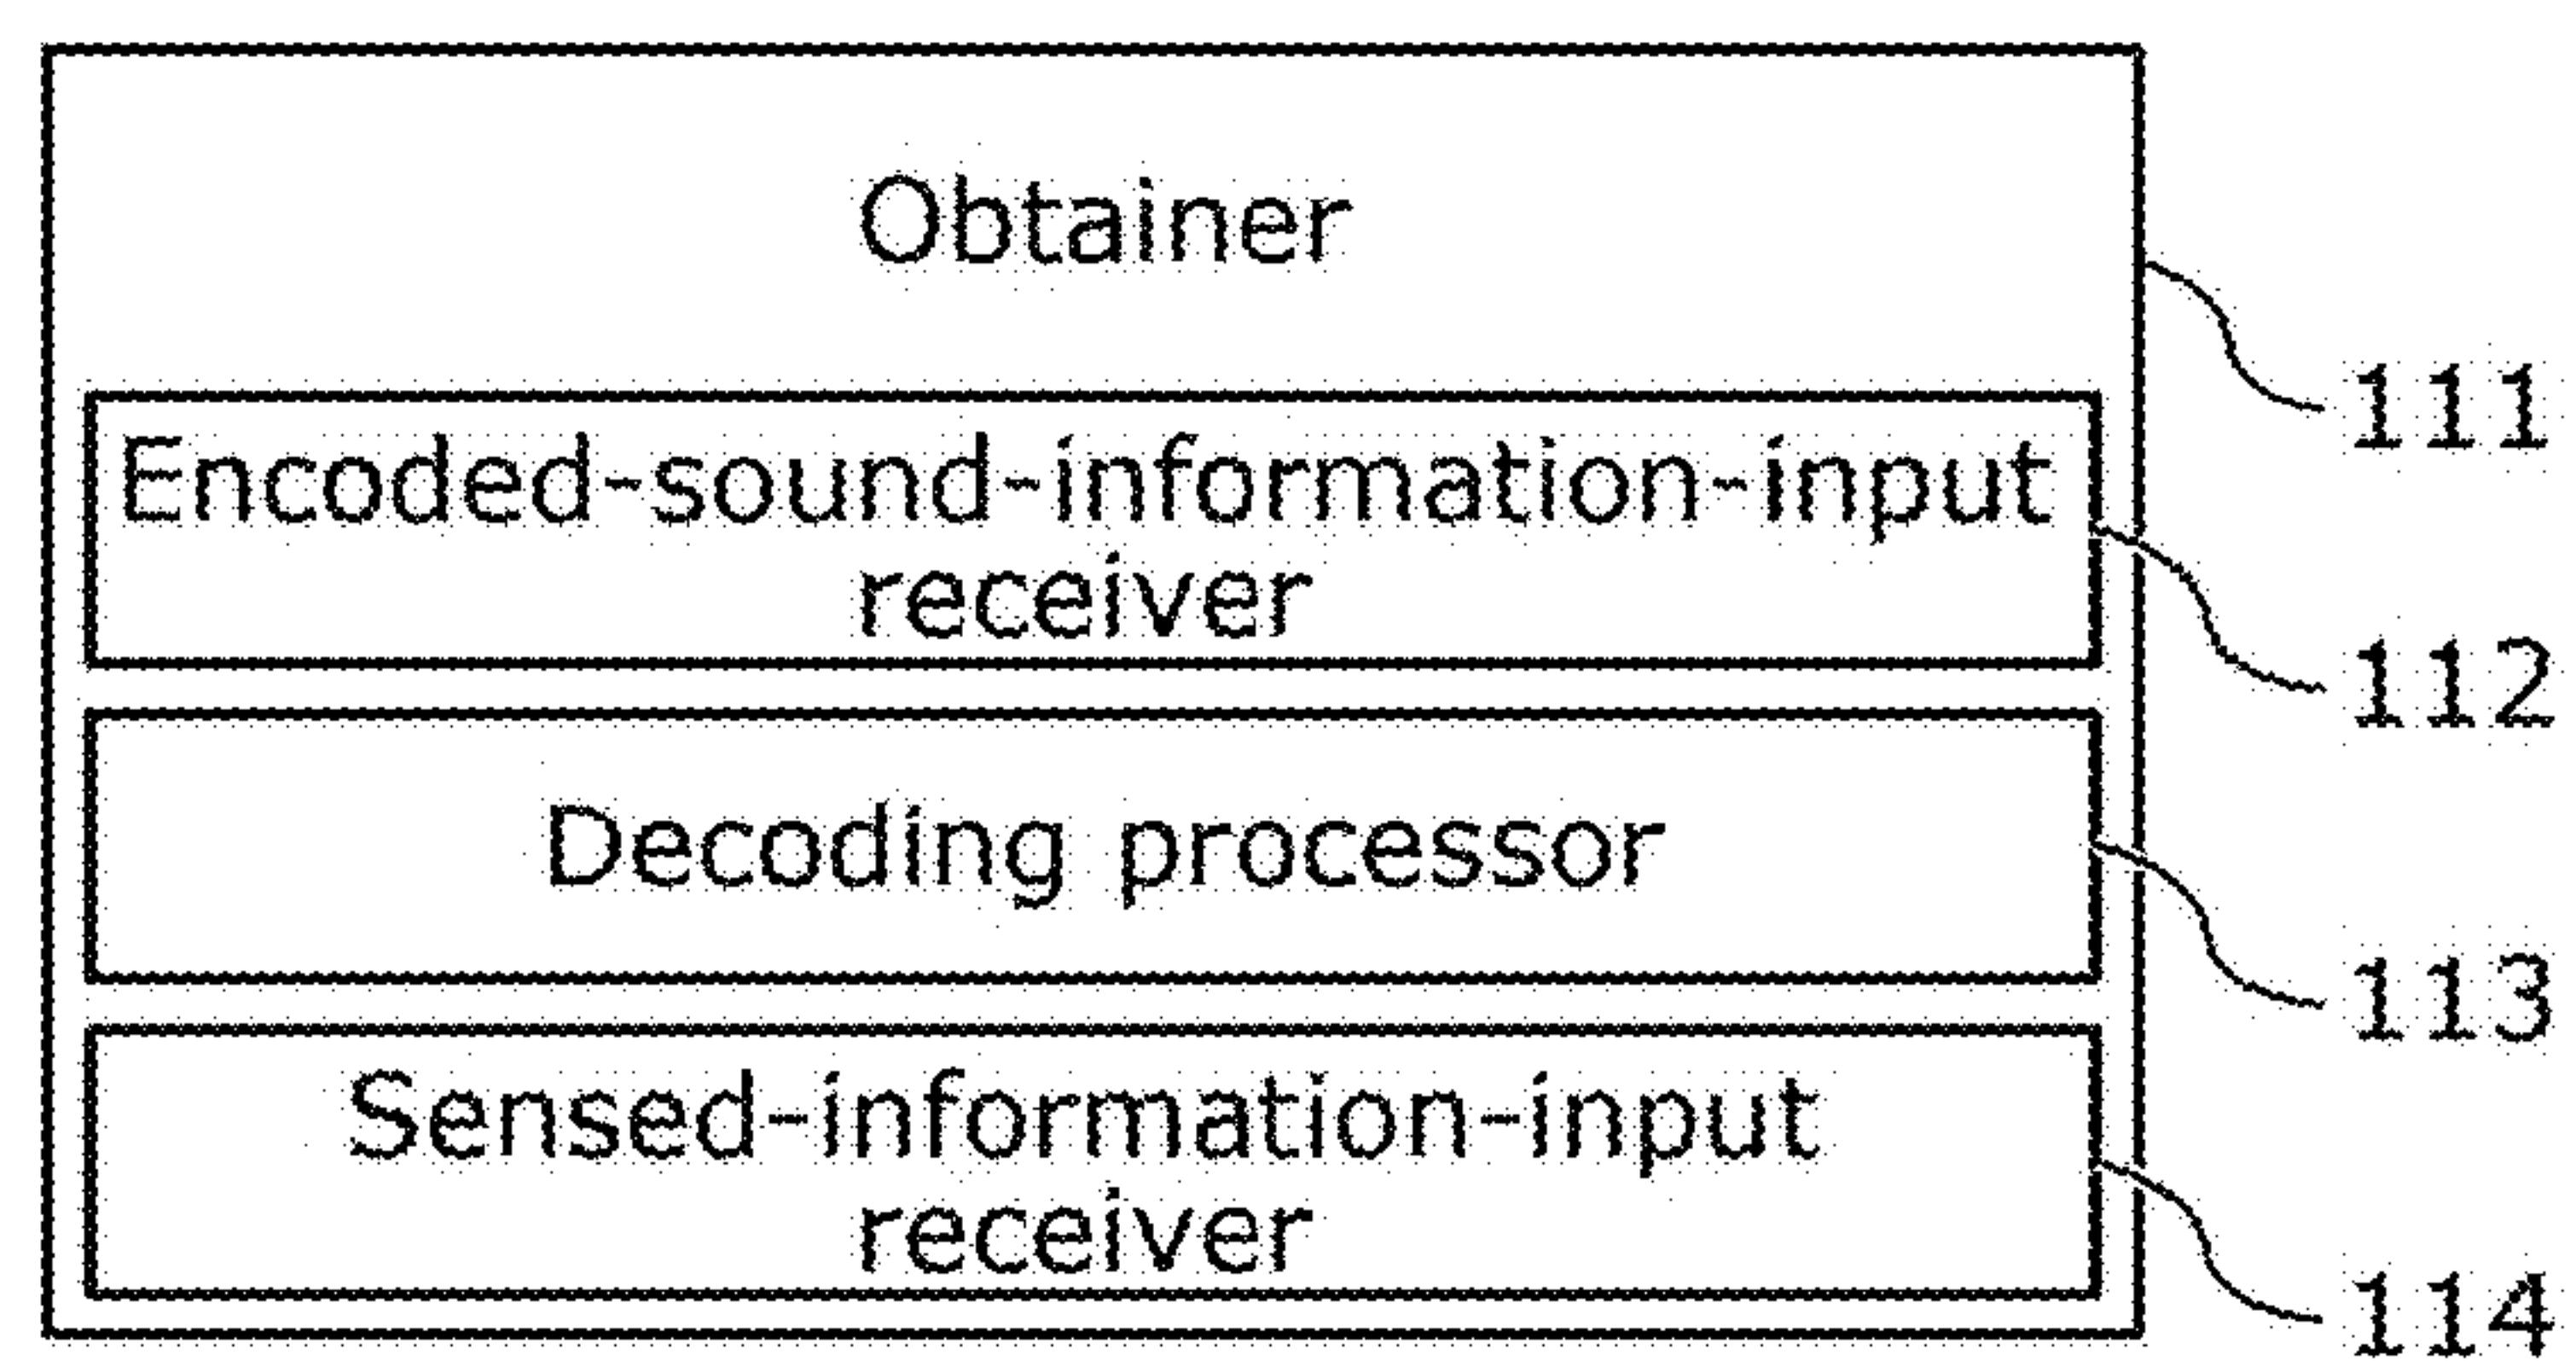 Obtainer
111
Encoded-sound-information-input
receiver
112
Decoding processor
113
Sensed-information-input
receiver
114